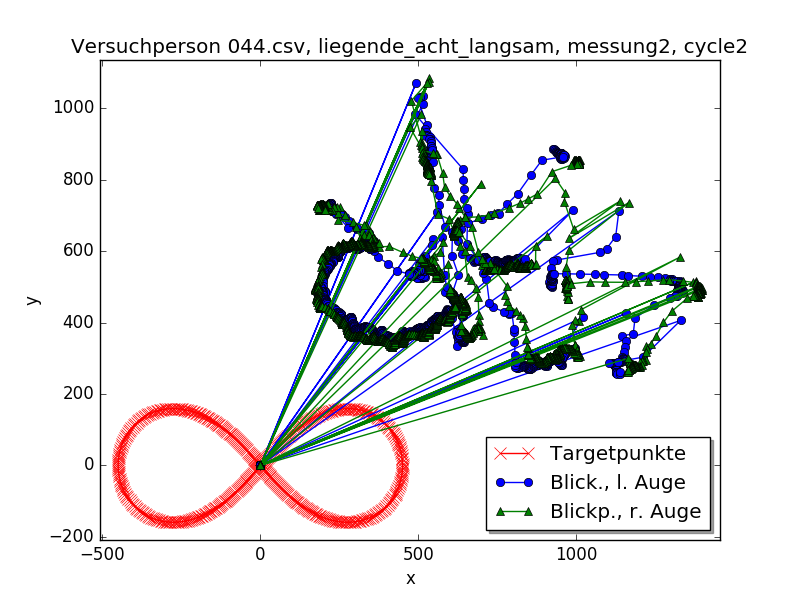 Versuchperson 044.csv, liegende_acht_langsam, messung2, cycle2
1000
800
600
400
200
0
−200
y
−500
0
500
1000
x
Targetpunkte
Blick., l. Auge
Blickp., r. Auge